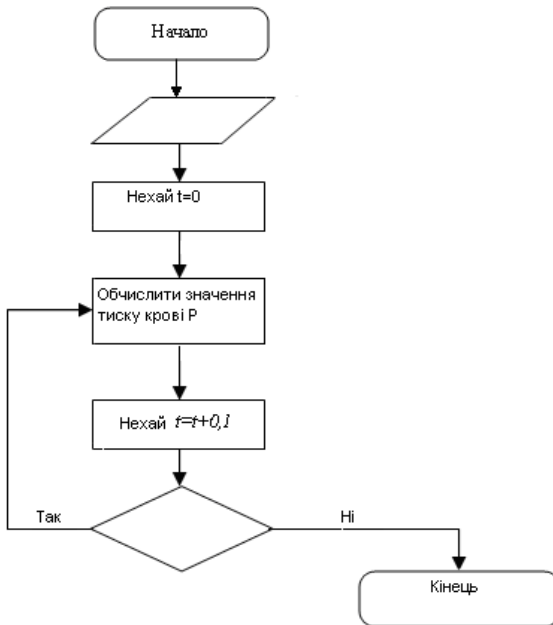 Начало
Нехай t=0
Обчислити значення
тиску крові P
Нехай t=t+0,1
Так
Ні
Кінець